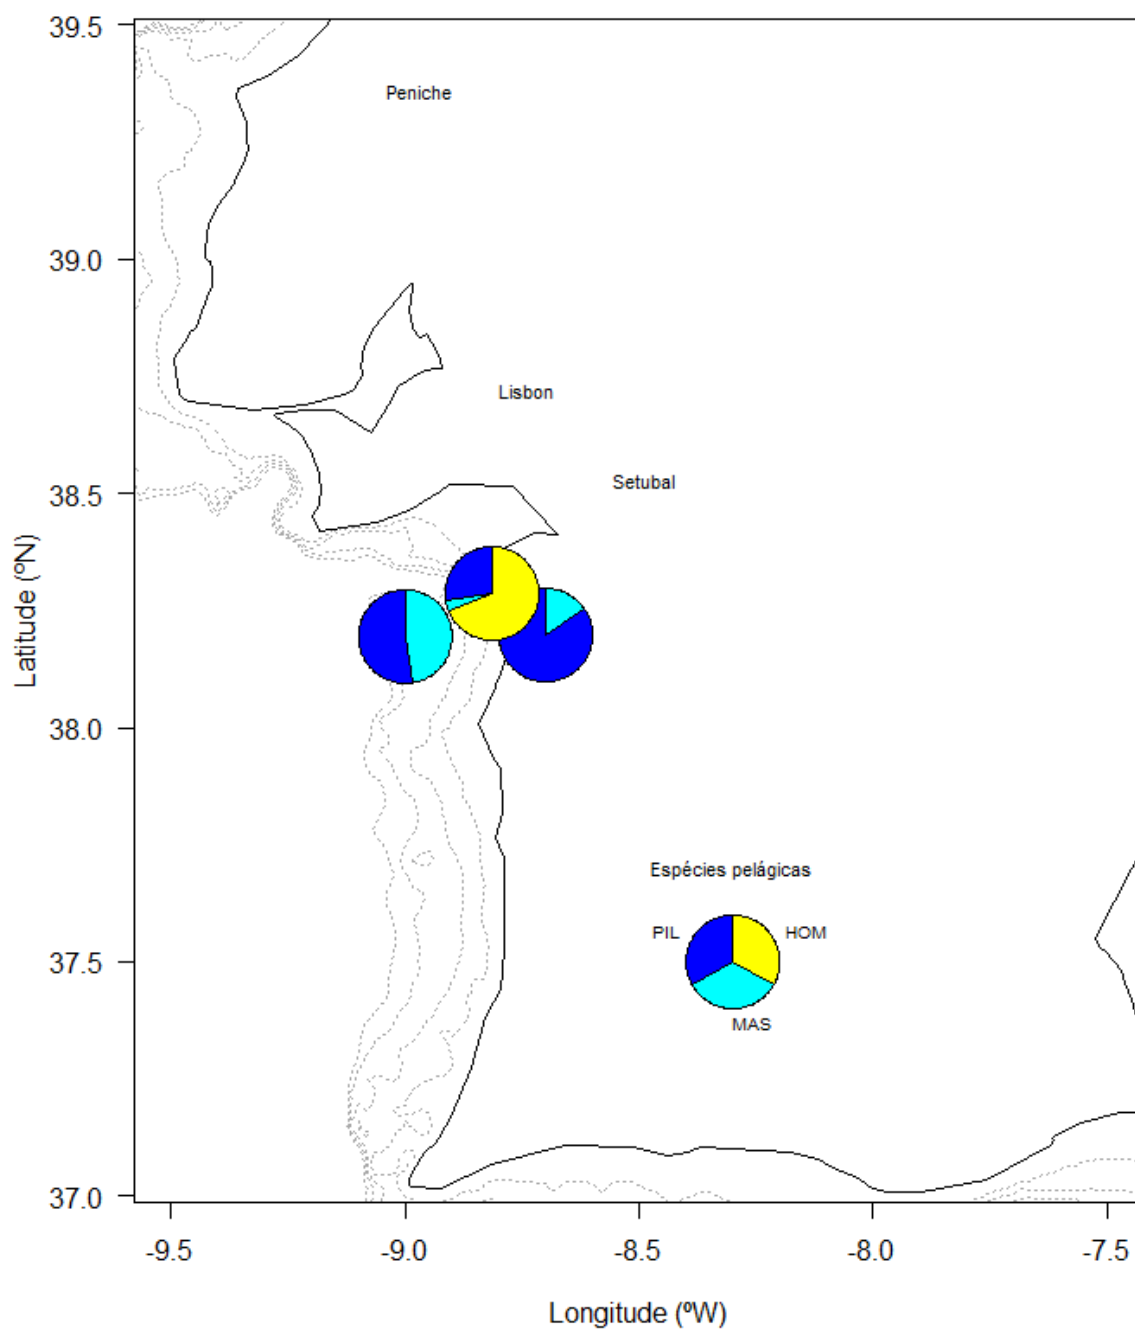 39.5
Peniche
39.0
Lisbon
Setubal
38.5
Latitude (ºN)
38.0
Espécies pelágicas
PIL
HOM
37.5
MAS
37.0
-9.5
-9.0
-8.5
-8.0
-7.5
Longitude (ºW)